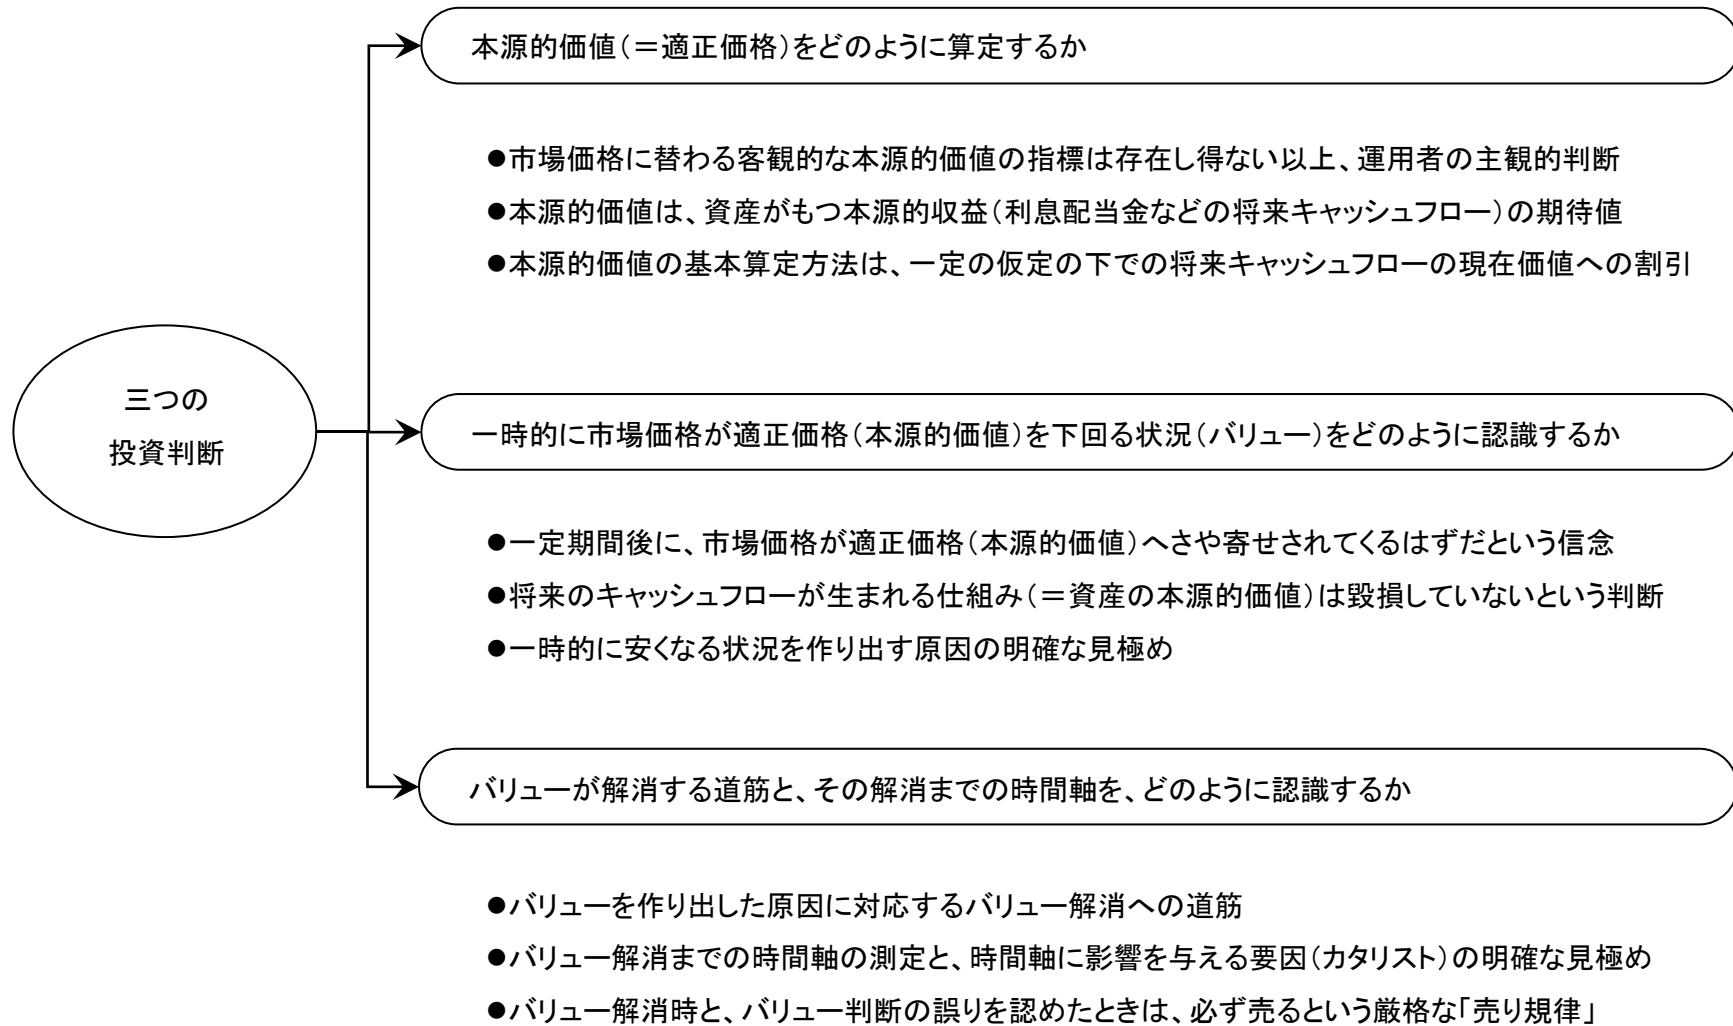 本源的価値(＝適正価格)をどのように算定するか
●市場価格に替わる客観的な本源的価値の指標は存在し得ない以上、運用者の主観的判断
●本源的価値は、資産がもつ本源的収益(利息配当金などの将来キャッシュフロー)の期待値
●本源的価値の基本算定方法は、一定の仮定の下での将来キャッシュフローの現在価値への割引
三つの
投資判断
一時的に市場価格が適正価格(本源的価値)を下回る状況(バリュー)をどのように認識するか
●一定期間後に、市場価格が適正価格(本源的価値)へさや寄せされてくるはずだという信念
●将来のキャッシュフローが生まれる仕組み(＝資産の本源的価値)は毀損していないという判断
●一時的に安くなる状況を作り出す原因の明確な見極め
バリューが解消する道筋と、その解消までの時間軸を、どのように認識するか
●バリューを作り出した原因に対応するバリュー解消への道筋
●バリュー解消までの時間軸の測定と、時間軸に影響を与える要因(カタリスト)の明確な見極め
●バリュー解消時と、バリュー判断の誤りを認めたときは、必ず売るという厳格な「売り規律」